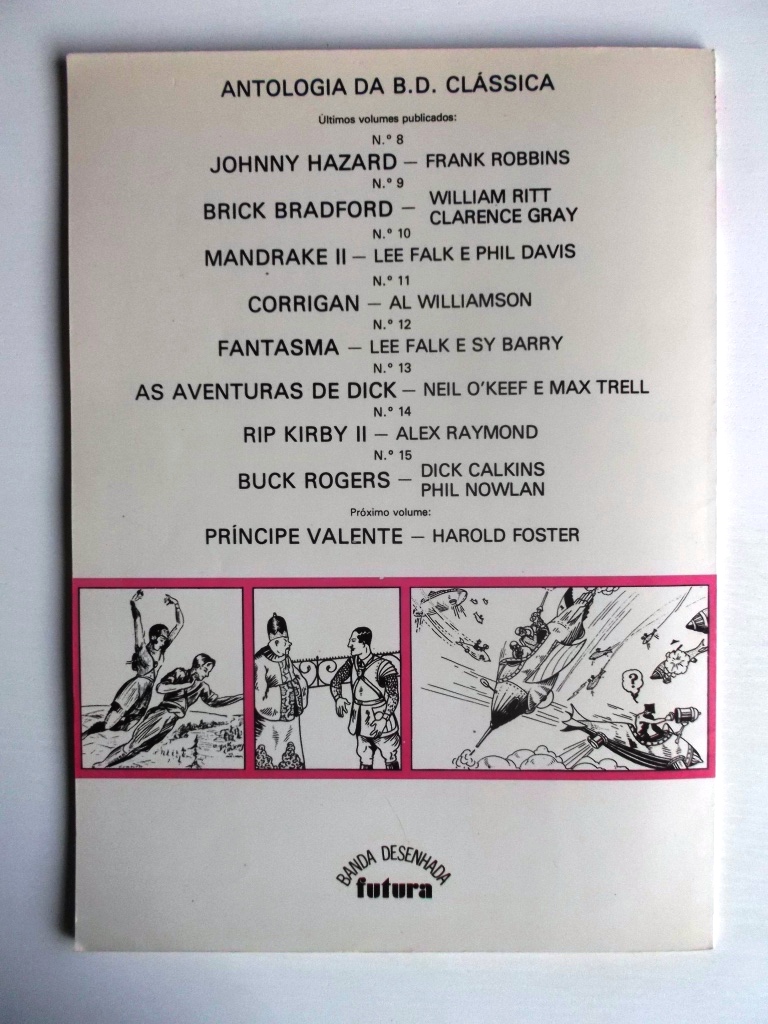 ANTOLOGIA DA B.D. CLÁSSICA
Últimos volumes publicados:
N.º 8
JOHNNY HAZARD — FRANK ROBBINS
N.º 9
BRICK BRADFORD — WILLIAM RITT
CLARENCE GRAY
N.º 10
MANDRAKE II — LEE FALK E PHIL DAVIS
N.º 11
CORRIGAN — AL WILLIAMSON
N.º 12
FANTASMA — LEE FALK E SY BARRY
N.º 13
AS AVENTURAS DE DICK — NEIL O'KEEF E MAX TRELL
N.º 14
RIP KIRBY II — ALEX RAYMOND
N.º 15
BUCK ROGERS — DICK CALKINS
PHIL NOWLAN
Próximo volume:
PRÍNCIPE VALENTE — HAROLD FOSTER
?
BANDA DESENHADA
futura